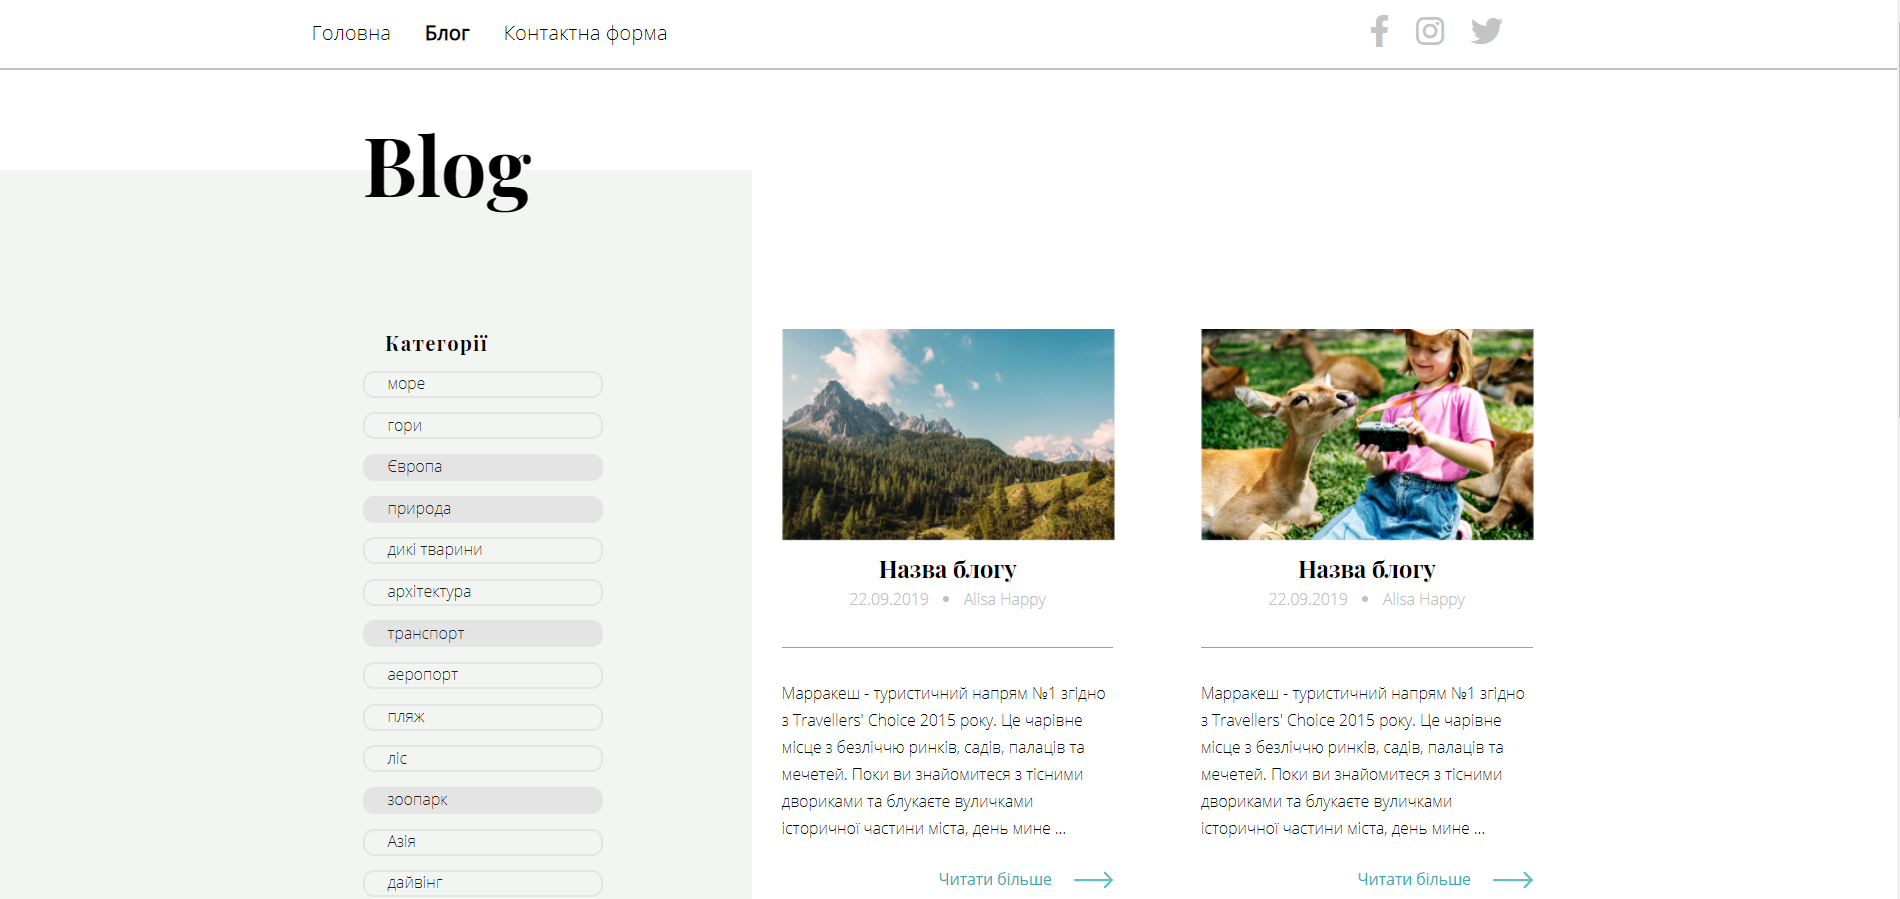 Головна Блог Контактна форма
Blog
Категорії
море
гори
Європа
природа
дикі тварини
архітектура
транспорт
аеропорт
пляж
ліс
зоопарк
Азія
дайвінг
Назва блогу
22.09.2019 • Alisa Happy
Марракеш - туристичний напрям №1 згідно
з Travellers' Choice 2015 року. Це чарівне
місце з безліччю ринків, садів, палаців та
мечетей. Поки ви знайомитеся з тісними
двориками та блукаєте вуличками
історичної частини міста, день мине ...
Читати більше
Назва блогу
22.09.2019 • Alisa Happy
Марракеш - туристичний напрям №1 згідно
з Travellers' Choice 2015 року. Це чарівне
місце з безліччю ринків, садів, палаців та
мечетей. Поки ви знайомитеся з тісними
двориками та блукаєте вуличками
історичної частини міста, день мине ...
Читати більше